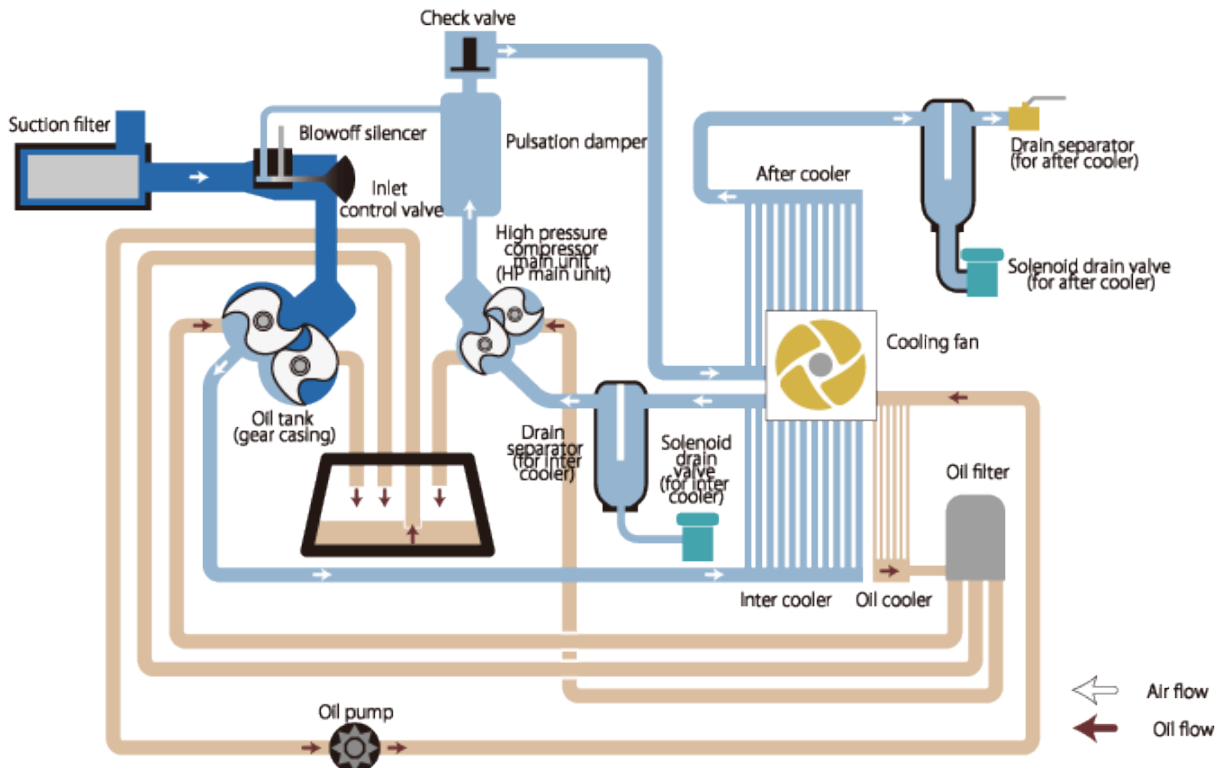 Check valve
Suction filter
Blowoff silencer
Pulsation damper
Drain separator
(for after cooler)
After cooler
Inlet
control valve
High pressure
compressor
main unit
(HP main unit)
Solenoid drain valve
(for after cooler)
Cooling fan
Oil tank
(gear casing)
Drain
separator
(for inter
cooler)
Solenoid
drain
valve
(for inter
cooler)
Oil filter
Inter cooler
Oil cooler
Air flow
Oil pump
Oil flow